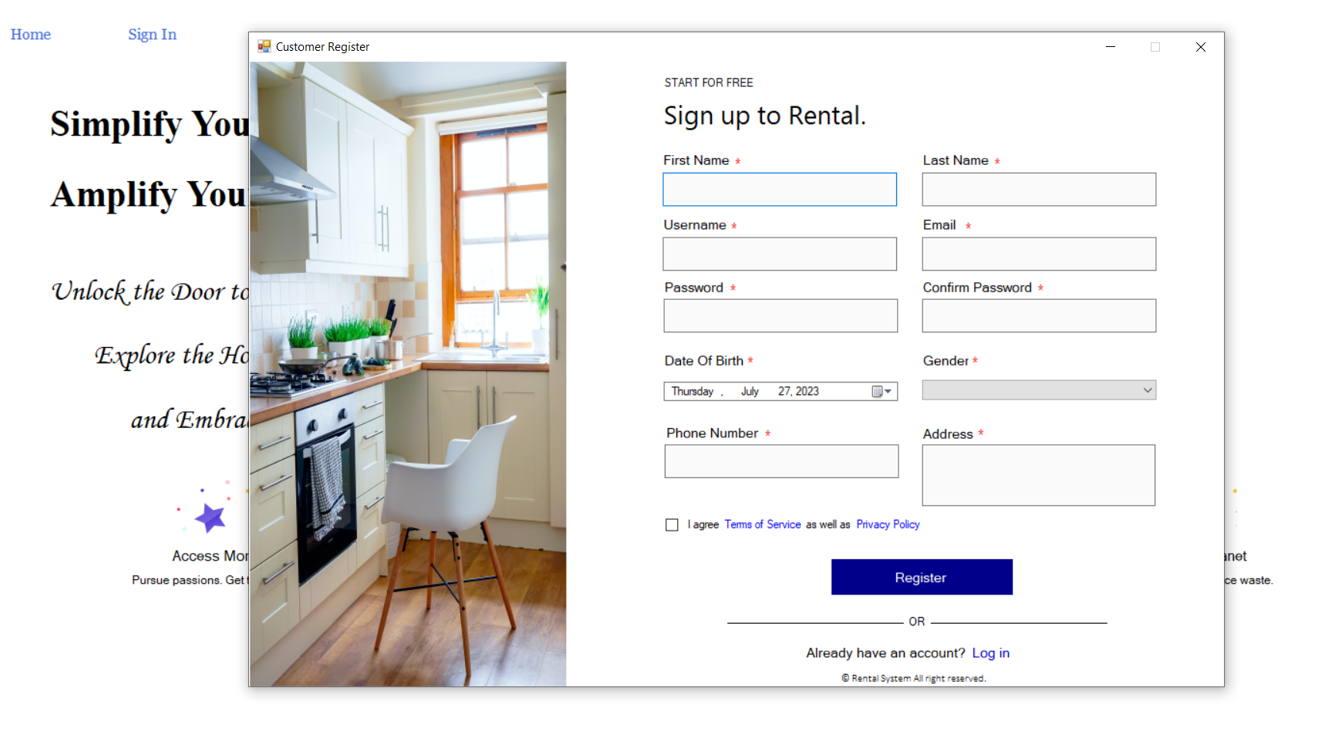 Home Sign In
Customer Register
Simplify You
Amplify You
Unlock the Door to
Explore the Ho
and Embra
Access Mor
Pursue passions. Get
START FOR FREE
Sign up to Rental.
First Name * Last Name *
Username * Email *
Password * Confirm Password *
Date Of Birth * Gender *
Thursday , July 27, 2023
Phone Number * Address *
I agree Terms of Service as well as Privacy Policy
Register
OR
Already have an account? Log in
© Rental System All right reserved.
anet
ce waste.